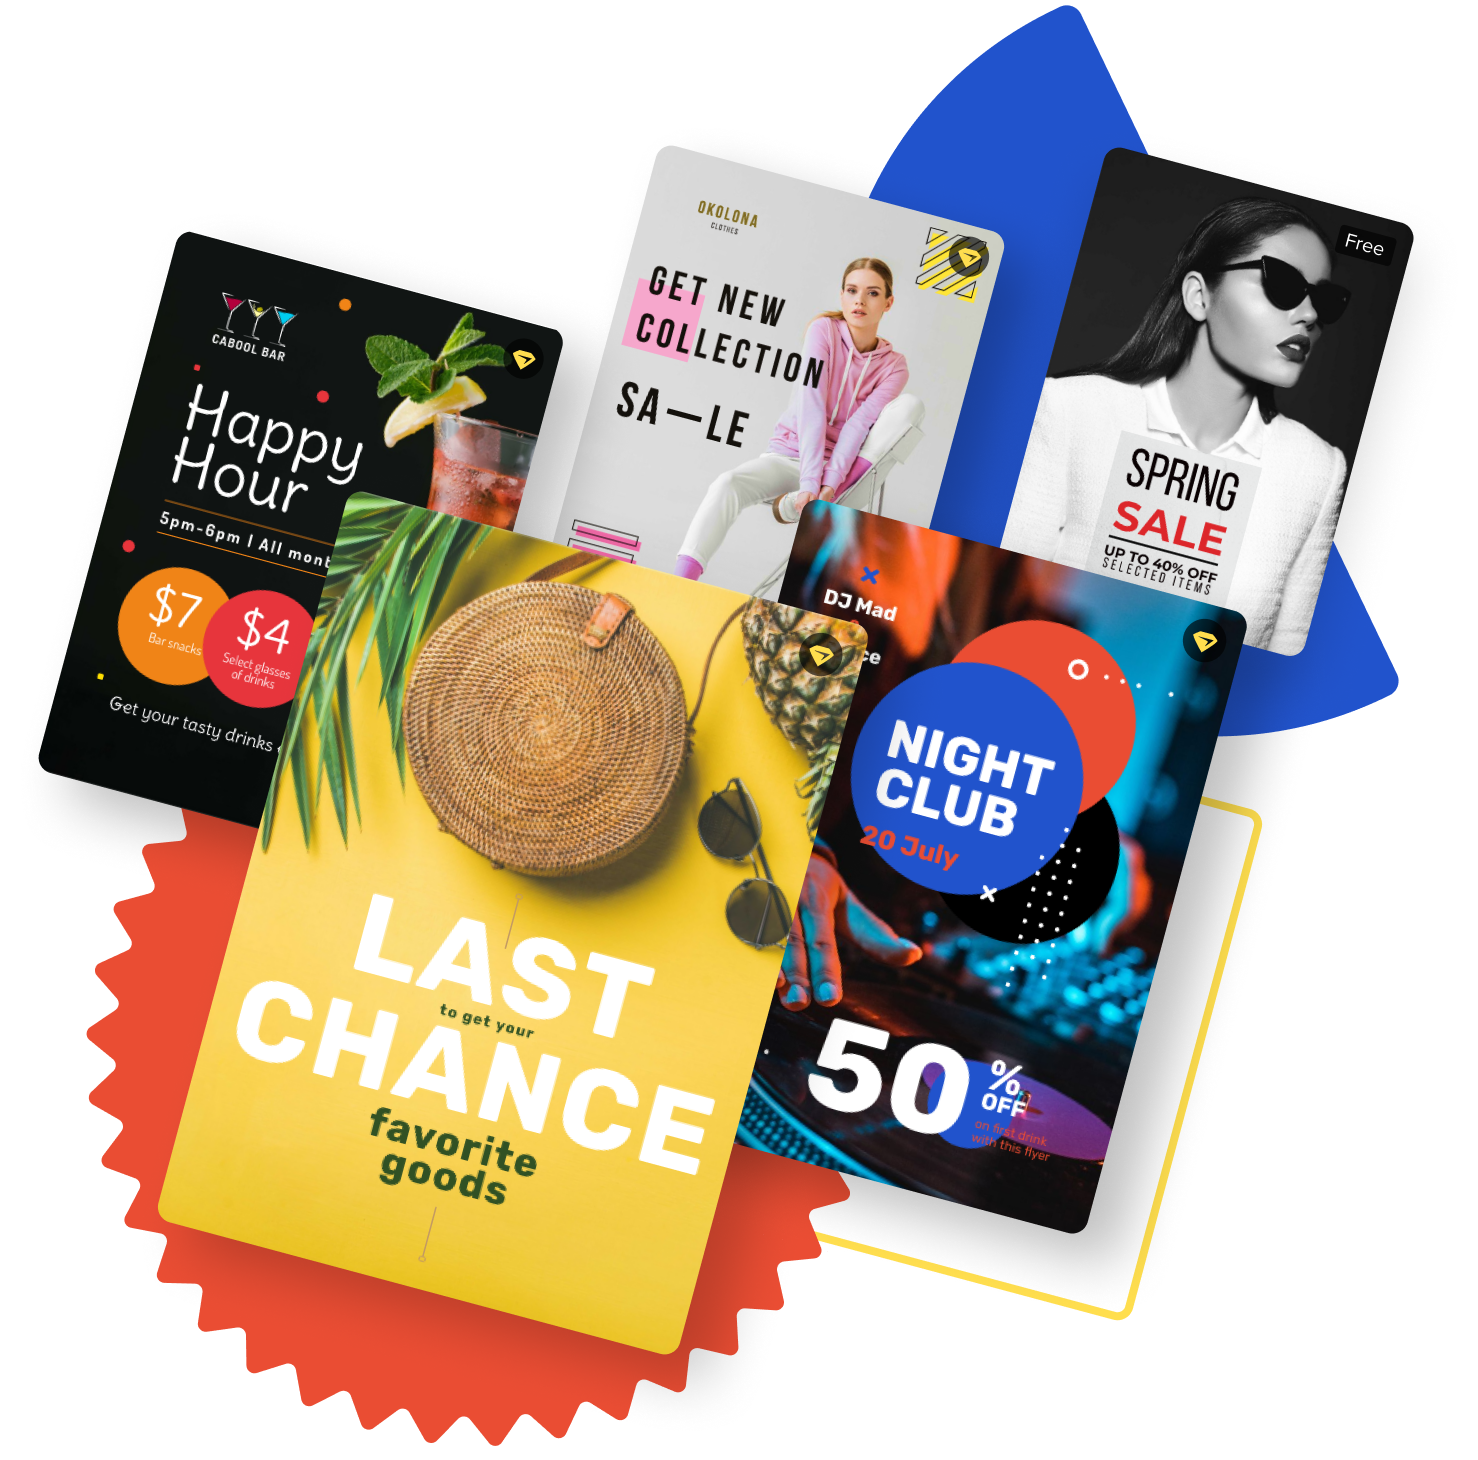 CABOOL BAR
Happy
Hour
5pm-6pm | All
$7
Bar snacks
$4
Select glasses
of drinks
Get your tasty drinks
OKOLONA
CLOTHES
GET NEW
COLLECTION
SA—LE
Free
SPRING
SALE
UP TO 40% OFF
SELECTED ITEMS
LAST
to get your
CHANCE
favorite
goods
DJ Mad
NIGHT
CLUB
20 July
50%
OFF
on first drink
with this flyer